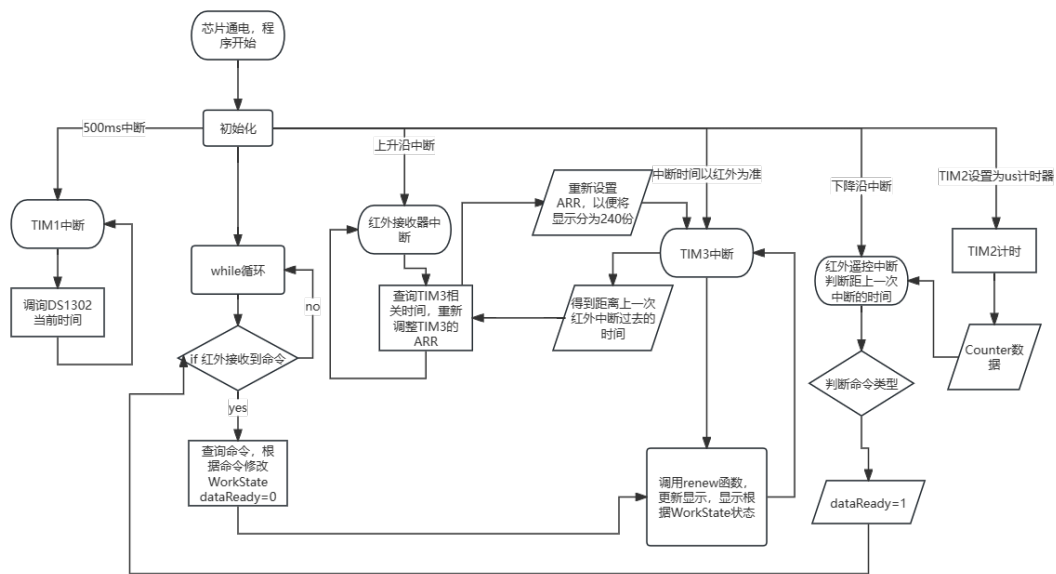 芯片通电，程
序开始
500ms中断
初始化
上升沿中断
中断时间以红外为准
下降沿中断
TIM2设置为us计时器
重新设置
ARR，以便将
显示分为240份
TIM1中断
红外接收器中
断
TIM3中断
红外遥控中断
判断距上一次
中断的时间
TIM2计时
while循环
调询DS1302
当前时间
no
查询TIM3相
关时间，重新
调整TIM3的
ARR
得到距离上一次
红外中断过去的
时间
if 红外接收到命令
Counter数
据
判断命令类型
yes
查询命令，根
据命令修改
WorkState
dataReady=0
调用renew函数，
更新显示，显示根
据WorkState状态
dataReady=1